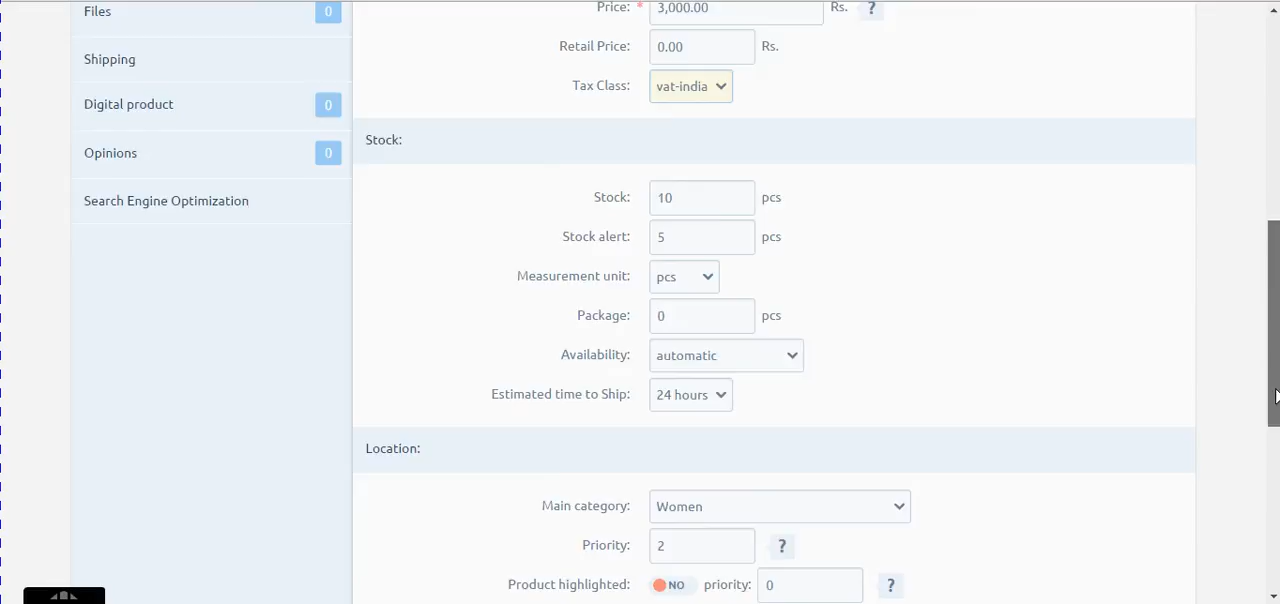 Files 0
Shipping
Digital product 0
Opinions 0
Search Engine Optimization
Price: * 3,000.00 Rs. ?
Retail Price: 0.00 Rs.
Tax Class: vat-india
Stock:
Stock: 10 pcs
Stock alert: 5 pcs
Measurement unit: pcs
Package: 0 pcs
Availability: automatic
Estimated time to Ship: 24 hours
Location:
Main category: Women
Priority: 2 ?
Product highlighted: NO priority: 0 ?